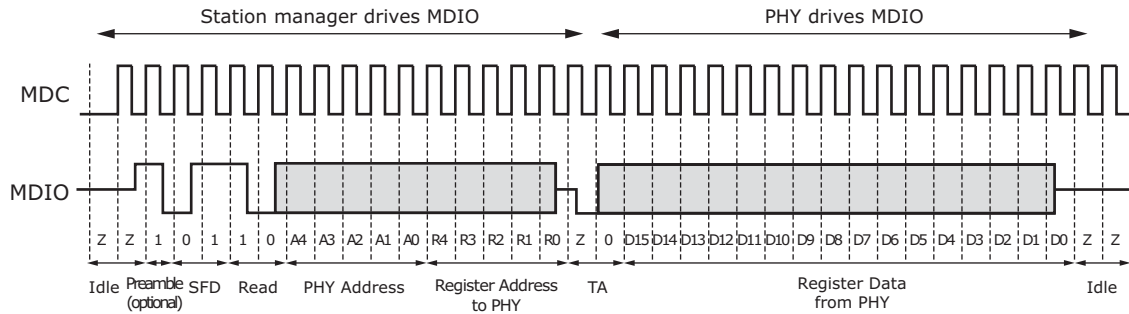 Station manager drives MDIO PHY drives MDIO
MDC
MDIO
Z Z 1 0 1 1 0 A4 A3 A2 A1 A0 R4 R3 R2 R1 R0 Z 0 D15 D14 D13 D12 D11 D10 D9 D8 D7 D6 D5 D4 D3 D2 D1 D0 Z Z
Idle Preamble SFD Read PHY Address Register Address TA Register Data Idle
(optional) to PHY from PHY